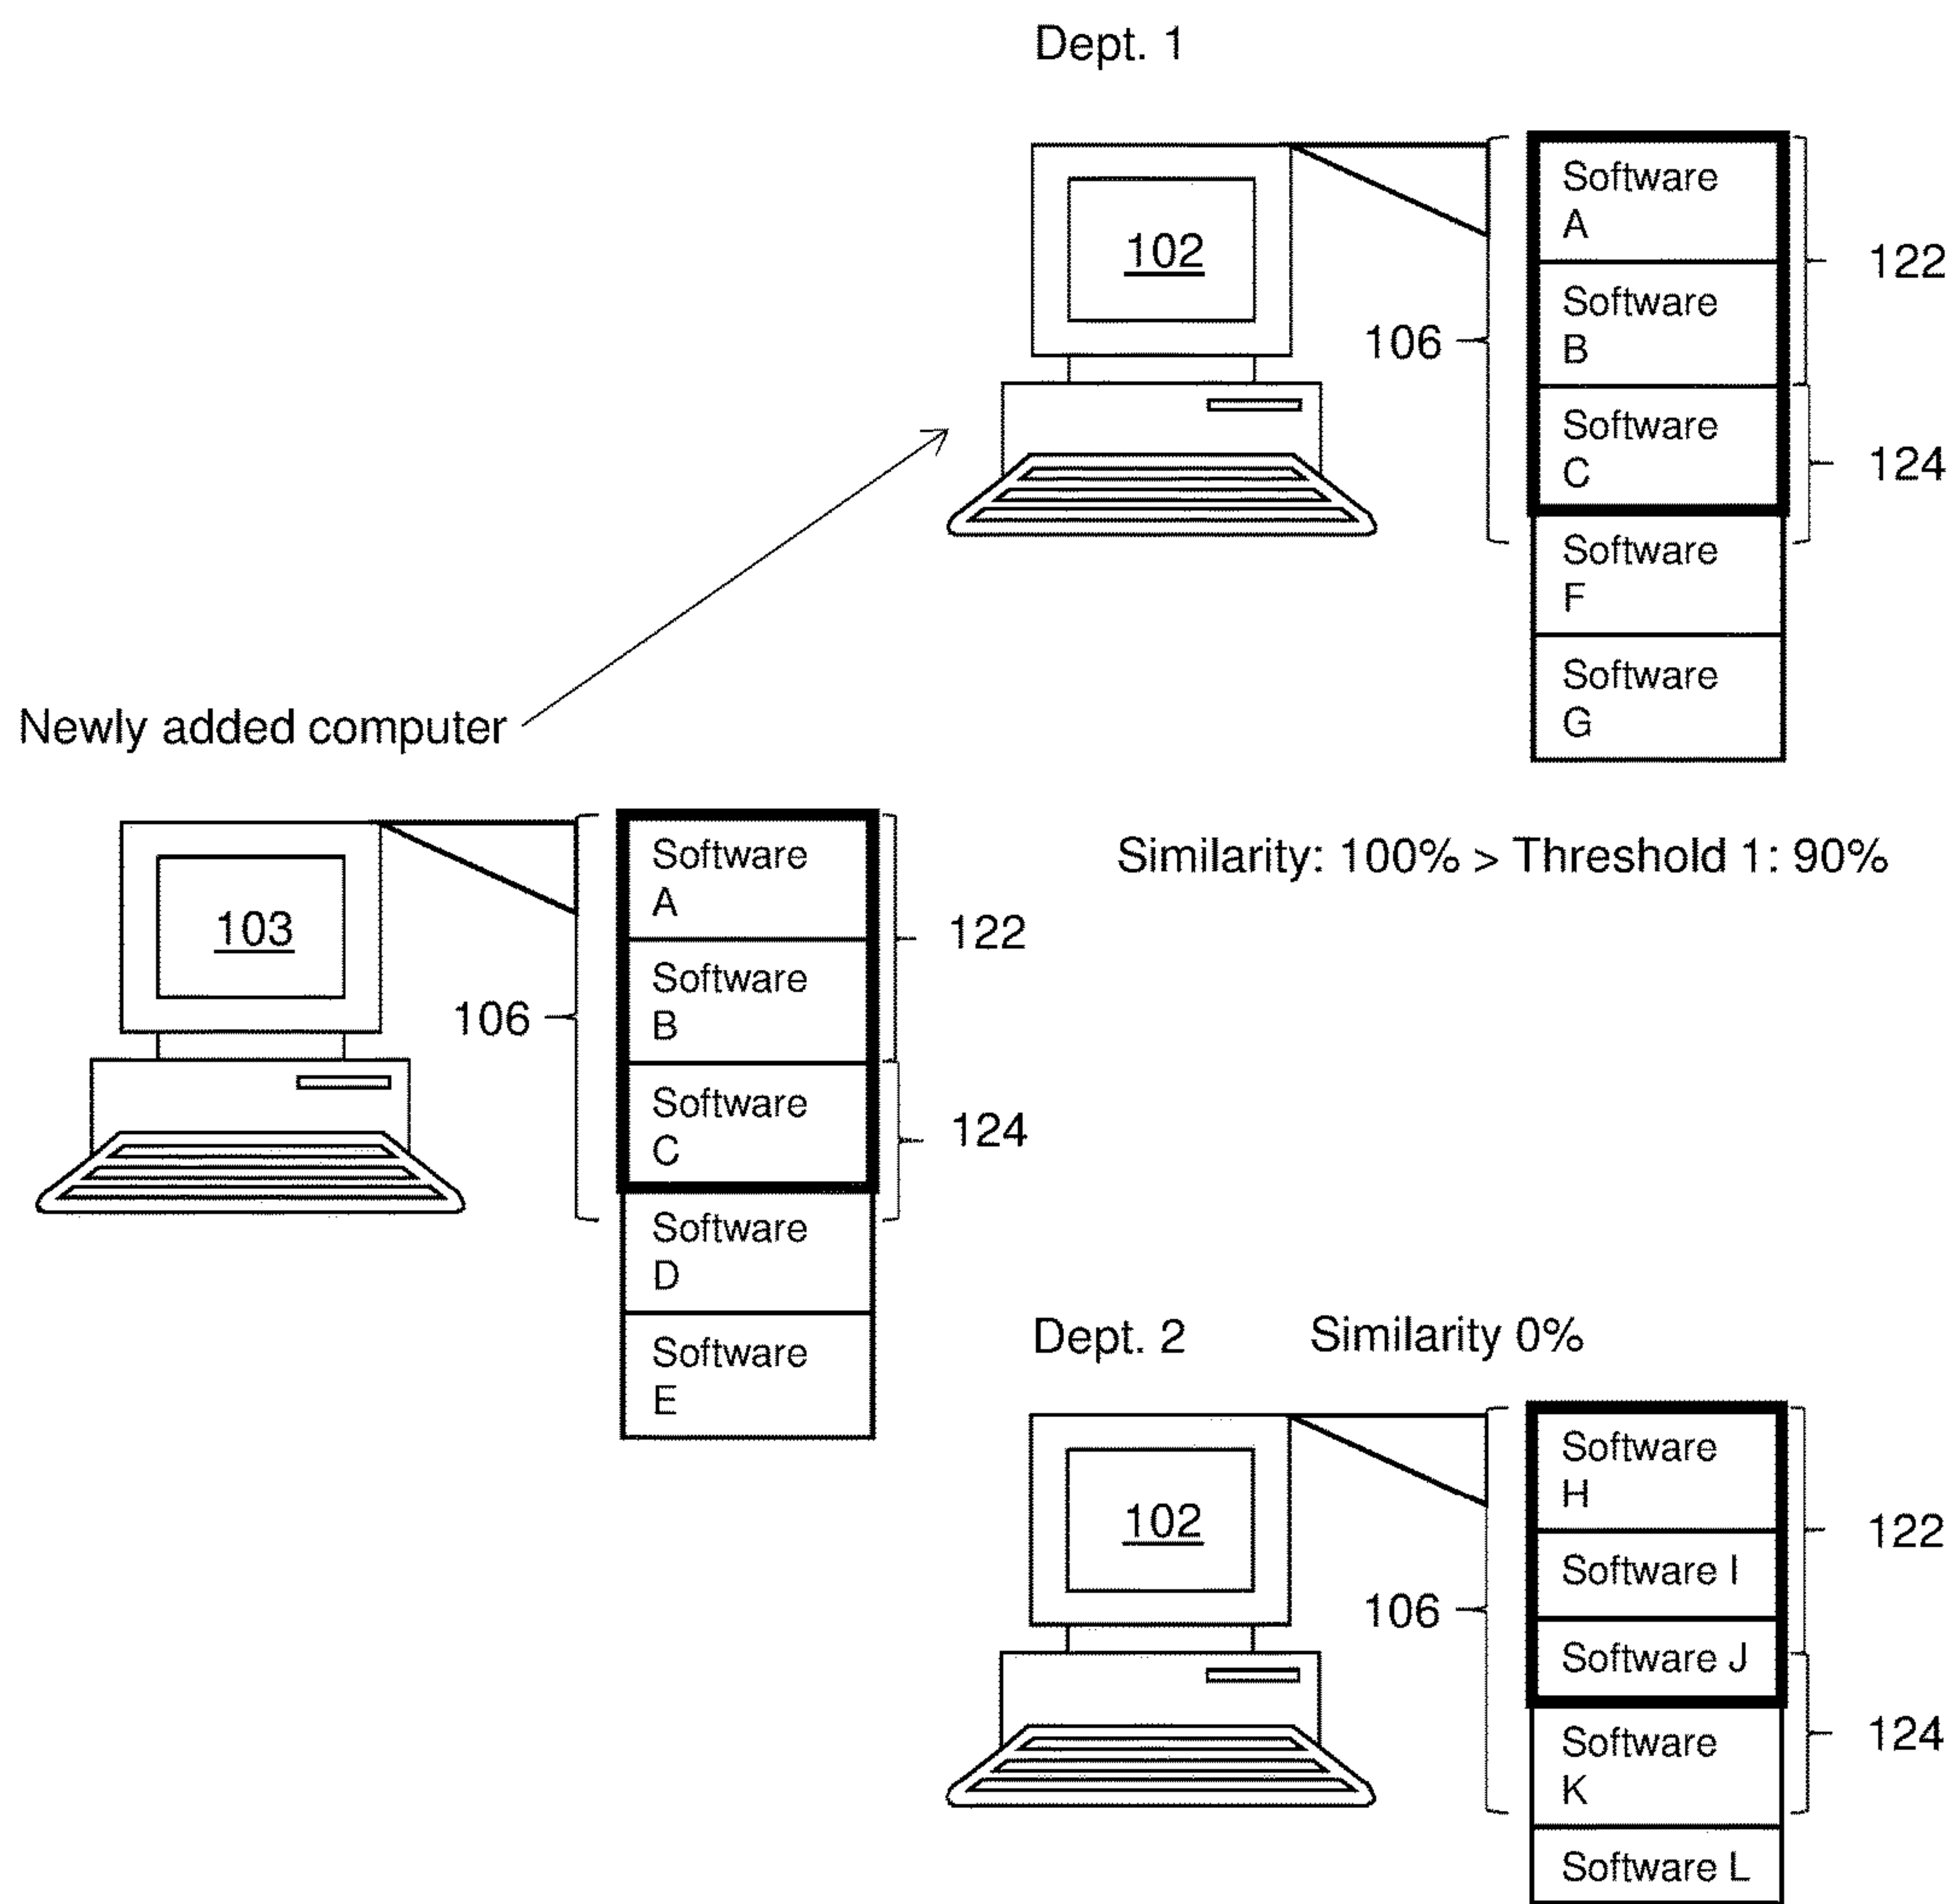 Dept. 1
102
106
Software
A
Software
B
Software
C
Software
F
Software
G
122
124
Newly added computer
103
106
Software
A
Software
B
Software
C
Software
D
Software
E
122
124
Similarity: 100% > Threshold 1: 90%
Dept. 2 Similarity 0%
102
106
Software
H
Software I
Software J
Software
K
Software L
122
124